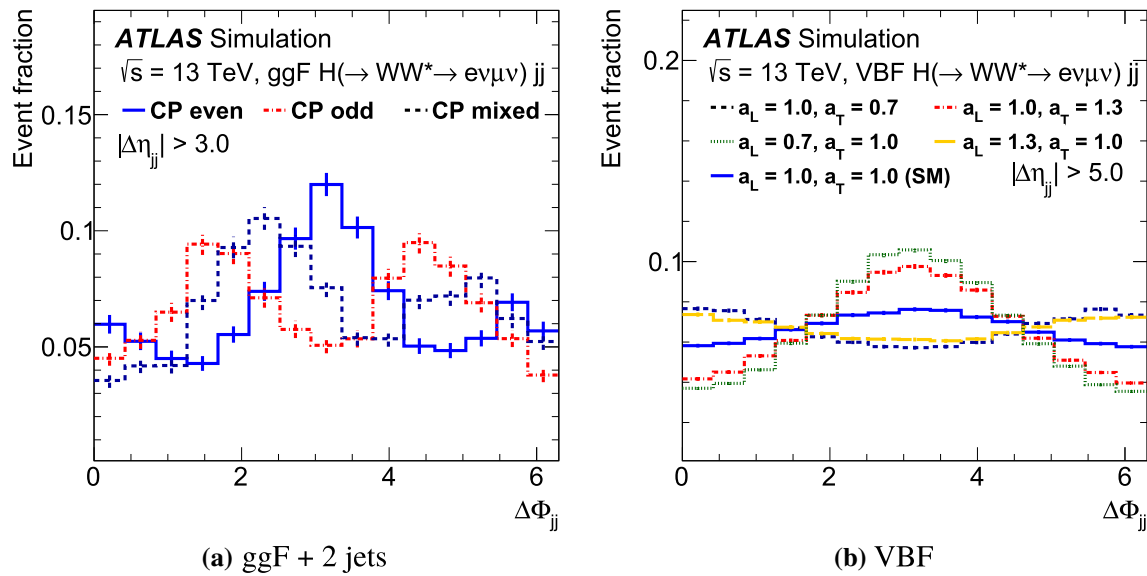 Event fraction
ATLAS Simulation
√s = 13 TeV, ggF H(→ WW*→ eνμν) jj
CP even CP odd CP mixed
|Δη_jj| > 3.0
0.15
0.1
0.05
0 2 4 6
ΔΦ_jj
(a) ggF + 2 jets
Event fraction
ATLAS Simulation
√s = 13 TeV, VBF H(→ WW*→ eνμν) jj
a_L = 1.0, a_T = 0.7 a_L = 1.0, a_T = 1.3
a_L = 0.7, a_T = 1.0 a_L = 1.3, a_T = 1.0
a_L = 1.0, a_T = 1.0 (SM)
|Δη_jj| > 5.0
0.2
0.1
0 2 4 6
ΔΦ_jj
(b) VBF